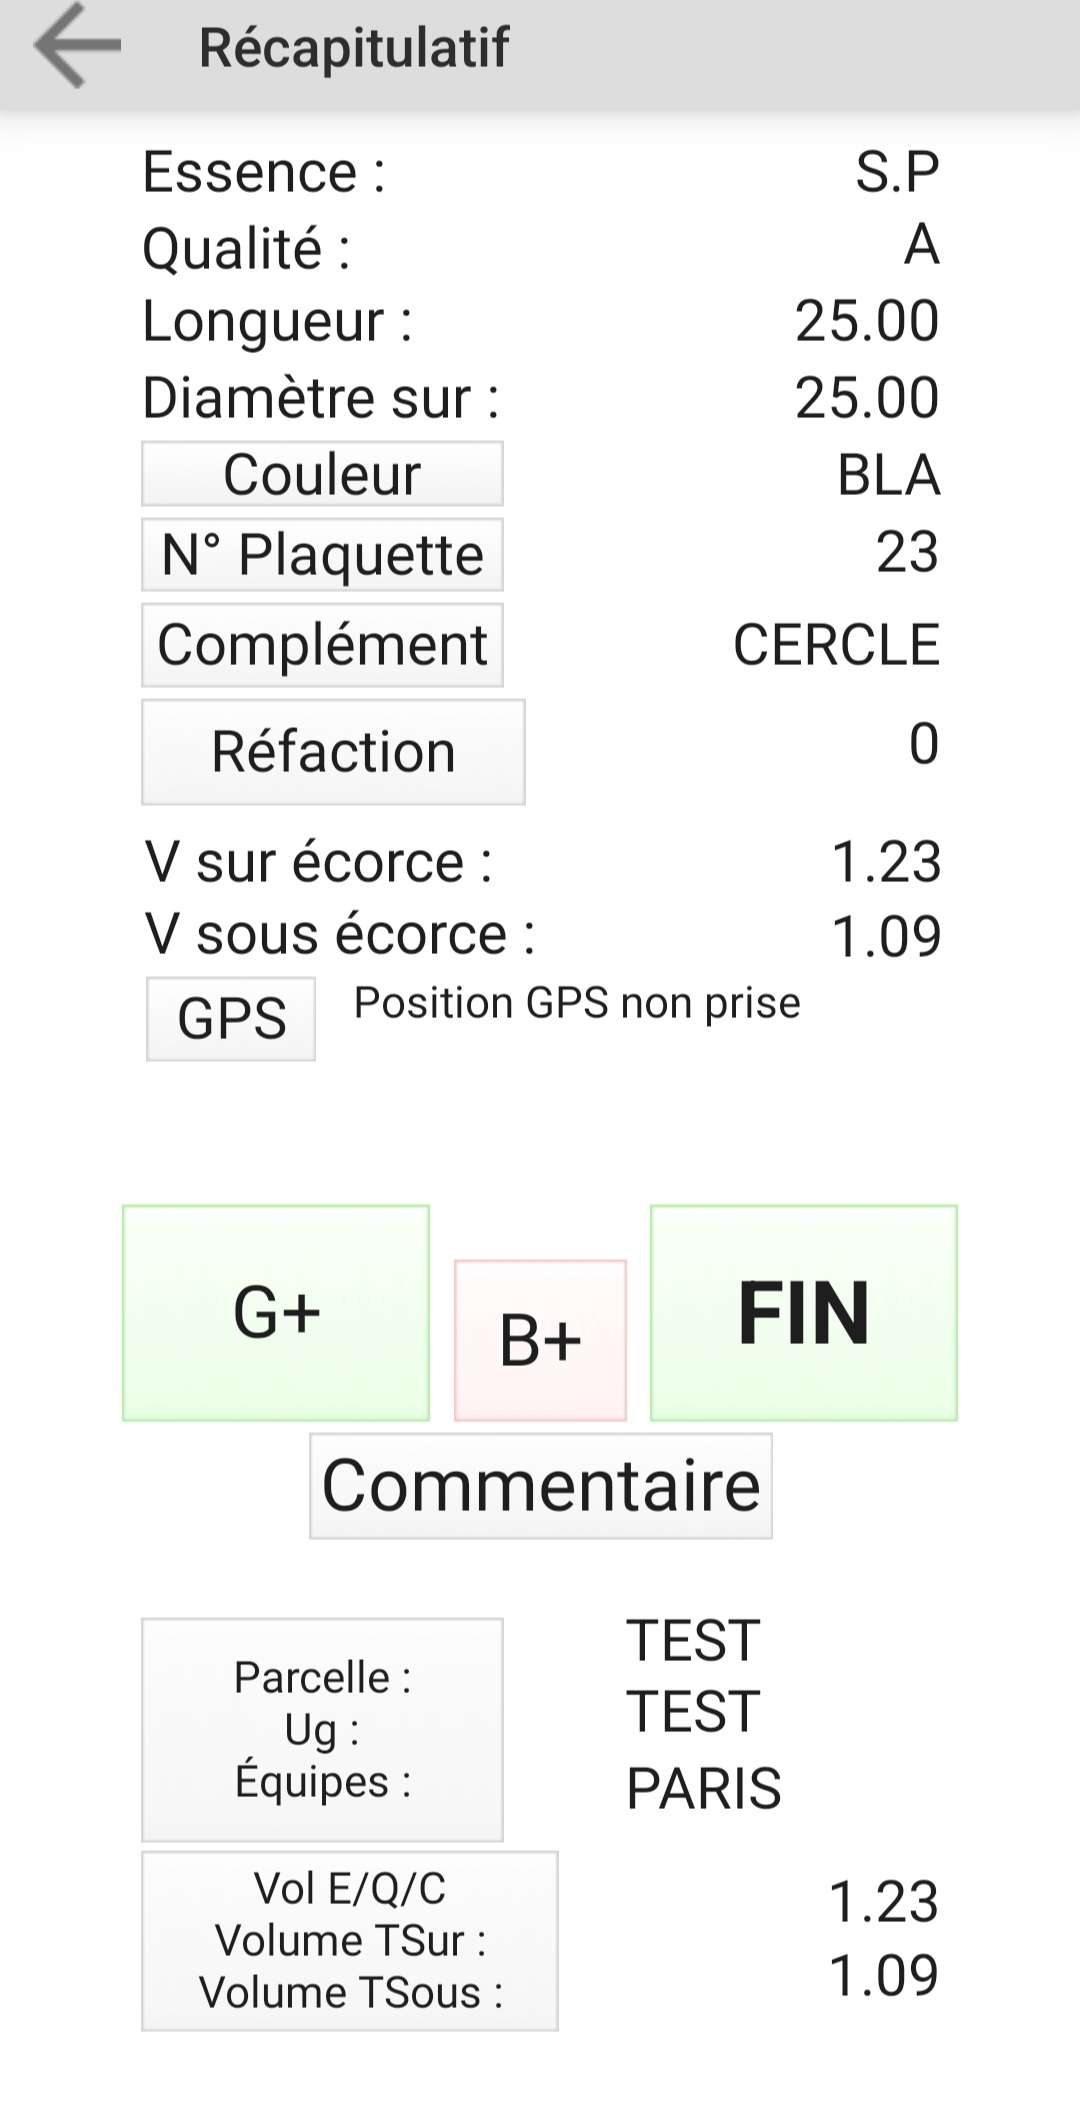 Récapitulatif
Essence : S.P
Qualité : A
Longueur : 25.00
Diamètre sur : 25.00
Couleur BLA
N° Plaquette 23
Complément CERCLE
Réfaction 0
V sur écorce : 1.23
V sous écorce : 1.09
GPS Position GPS non prise
G+ B+ FIN
Commentaire
Parcelle : TEST
Ug : TEST
Équipes : PARIS
Vol E/Q/C
Volume TSur : 1.23
Volume TSous : 1.09